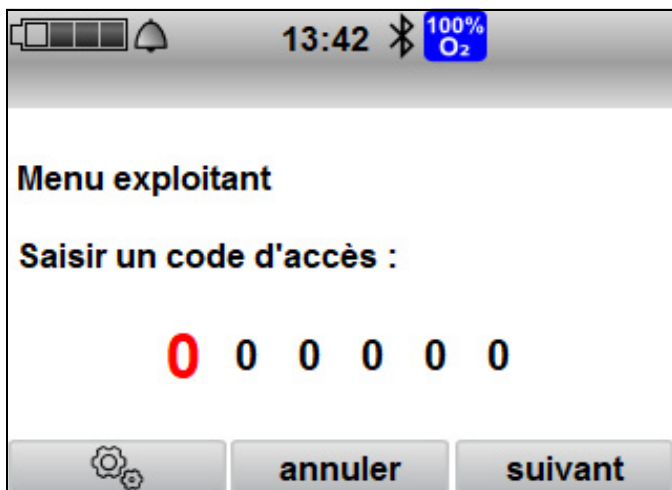 13:42 100%
O₂
Menu exploitant
Saisir un code d'accès :
0 0 0 0 0 0
annuler suivant